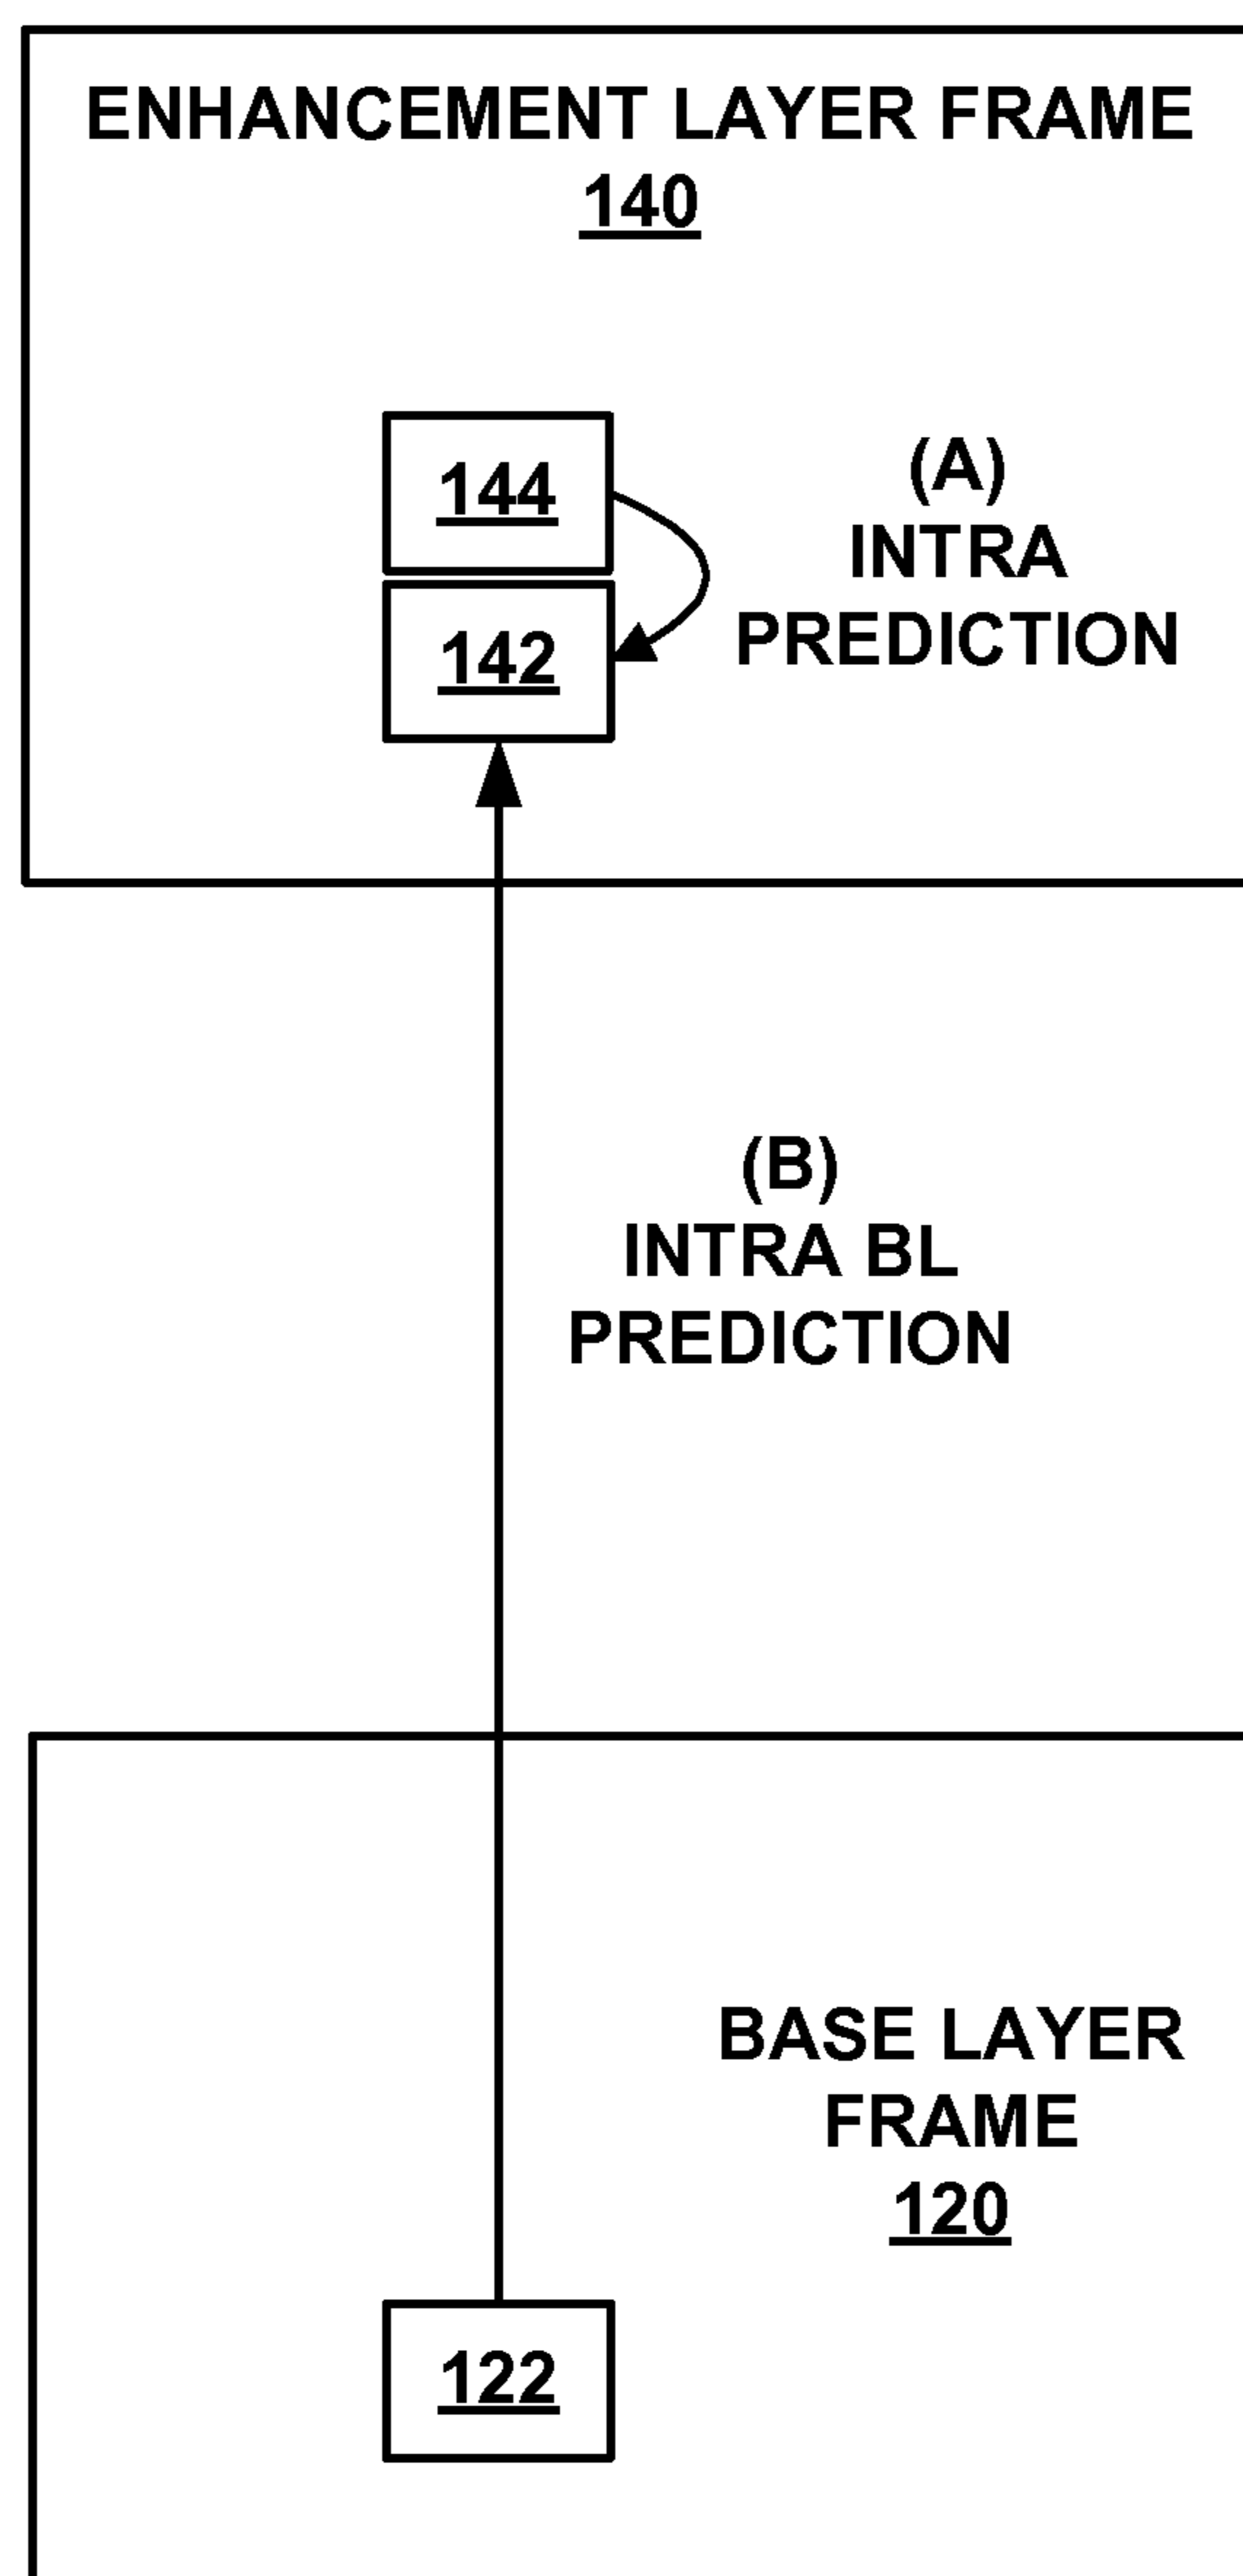 ENHANCEMENT LAYER FRAME
140
144
(A)
INTRA
PREDICTION
142
(B)
INTRA BL
PREDICTION
BASE LAYER
FRAME
120
122